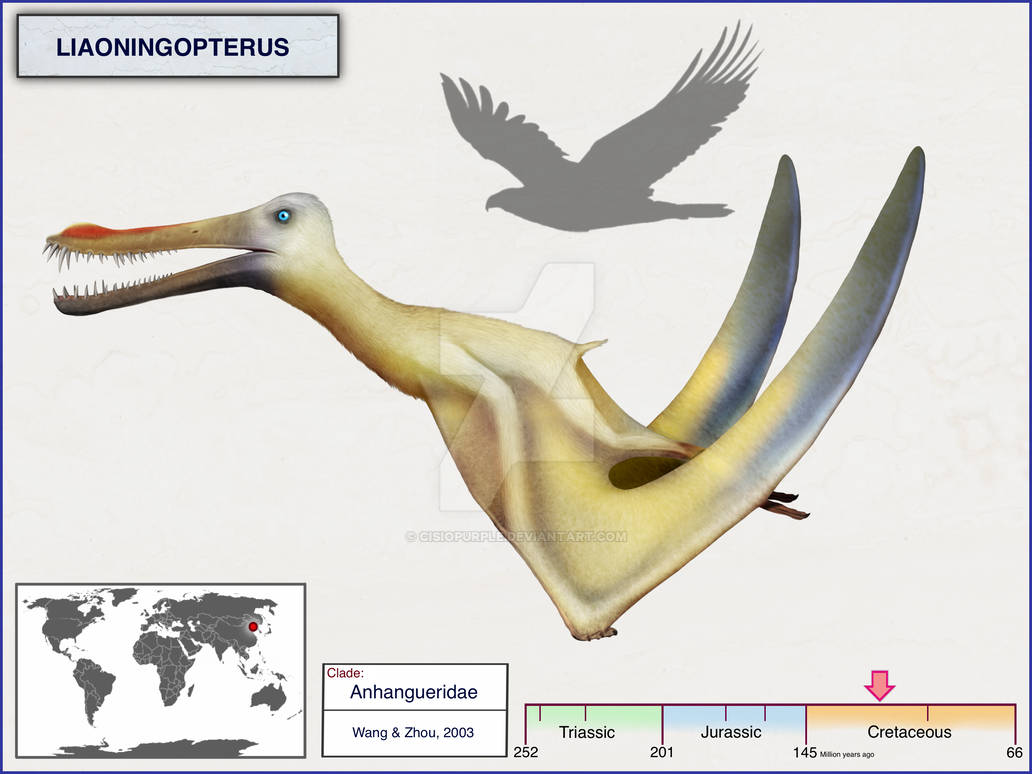 LIAONINGOPTERUS
© CISIOPURPLE.DEVIANTART.COM
Clade:
Anhangueridae
Wang & Zhou, 2003
Triassic Jurassic Cretaceous
252 201 145 Million years ago 66